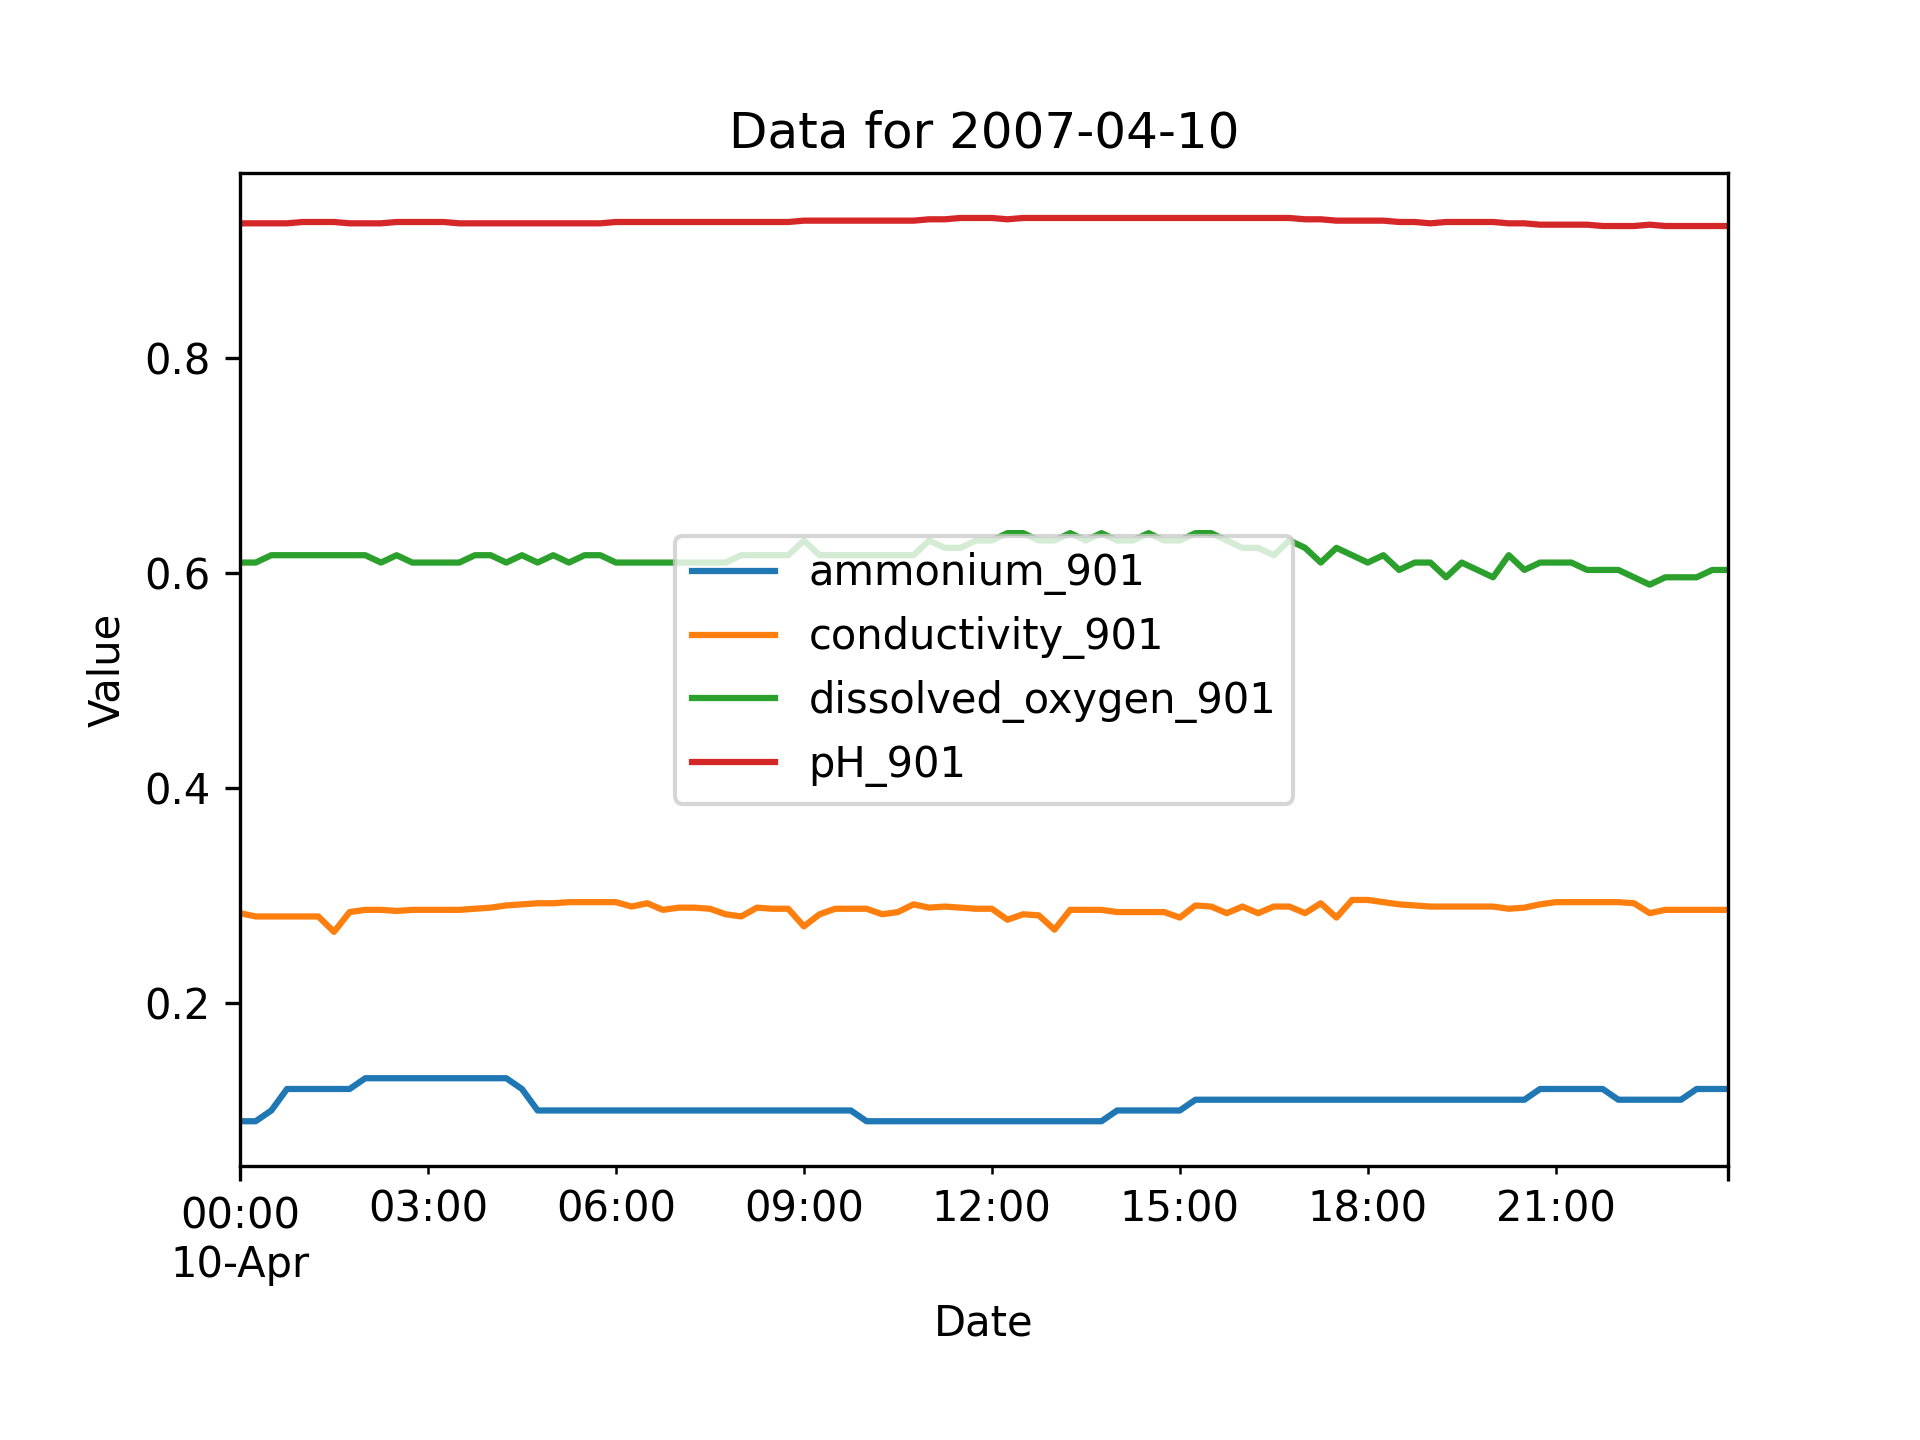 Data for 2007-04-10
0.8
0.6
0.4
0.2
Value
ammonium_901
conductivity_901
dissolved_oxygen_901
pH_901
00:00 03:00 06:00 09:00 12:00 15:00 18:00 21:00
10-Apr
Date